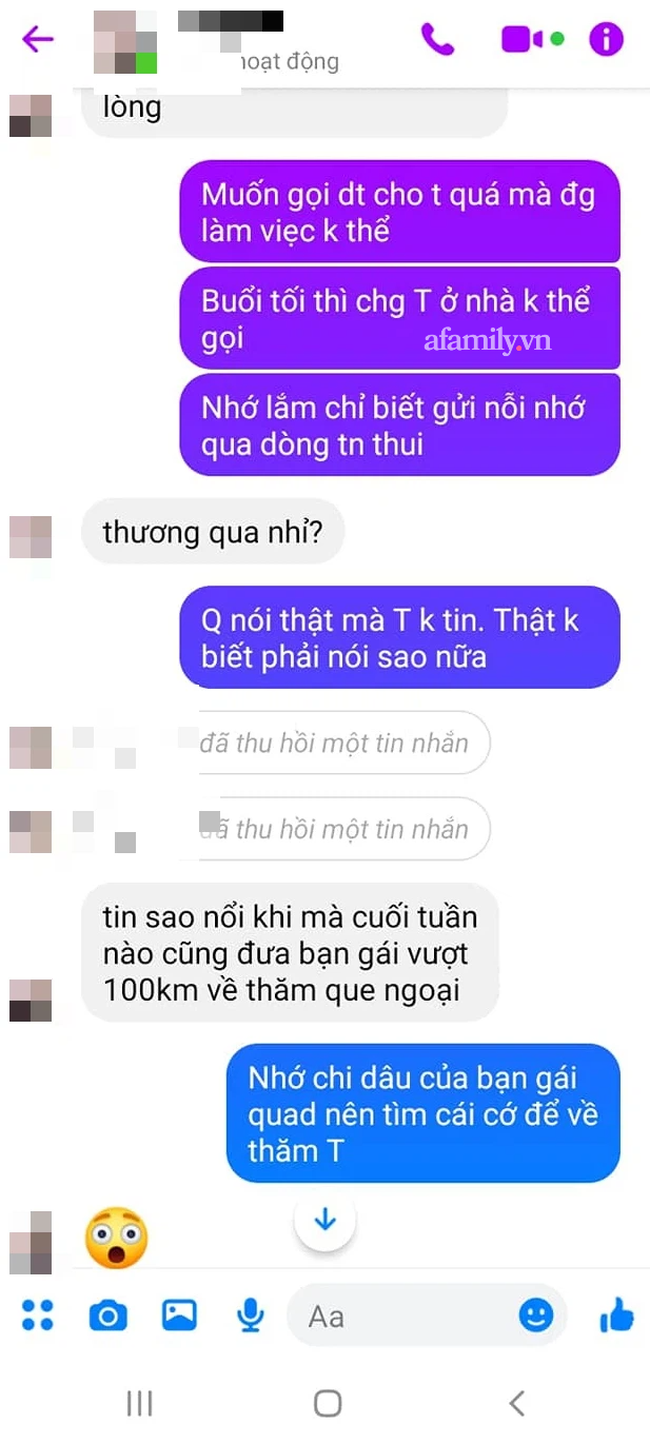 hoạt động
lòng
Muốn gọi dt cho t quá mà đg
làm việc k thể
Buổi tối thì chg T ở nhà k thể
gọi
afamily.vn
Nhớ lắm chỉ biết gửi nỗi nhớ
qua dòng tn thui
thương qua nhỉ?
Q nói thật mà T k tin. Thật k
biết phải nói sao nữa
đã thu hồi một tin nhắn
đã thu hồi một tin nhắn
tin sao nổi khi mà cuối tuần
nào cũng đưa bạn gái vượt
100km về thăm que ngoại
Nhớ chi dâu của bạn gái
quad nên tìm cái cớ để về
thăm T
Aa